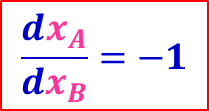 dx_A/dx_B = −1